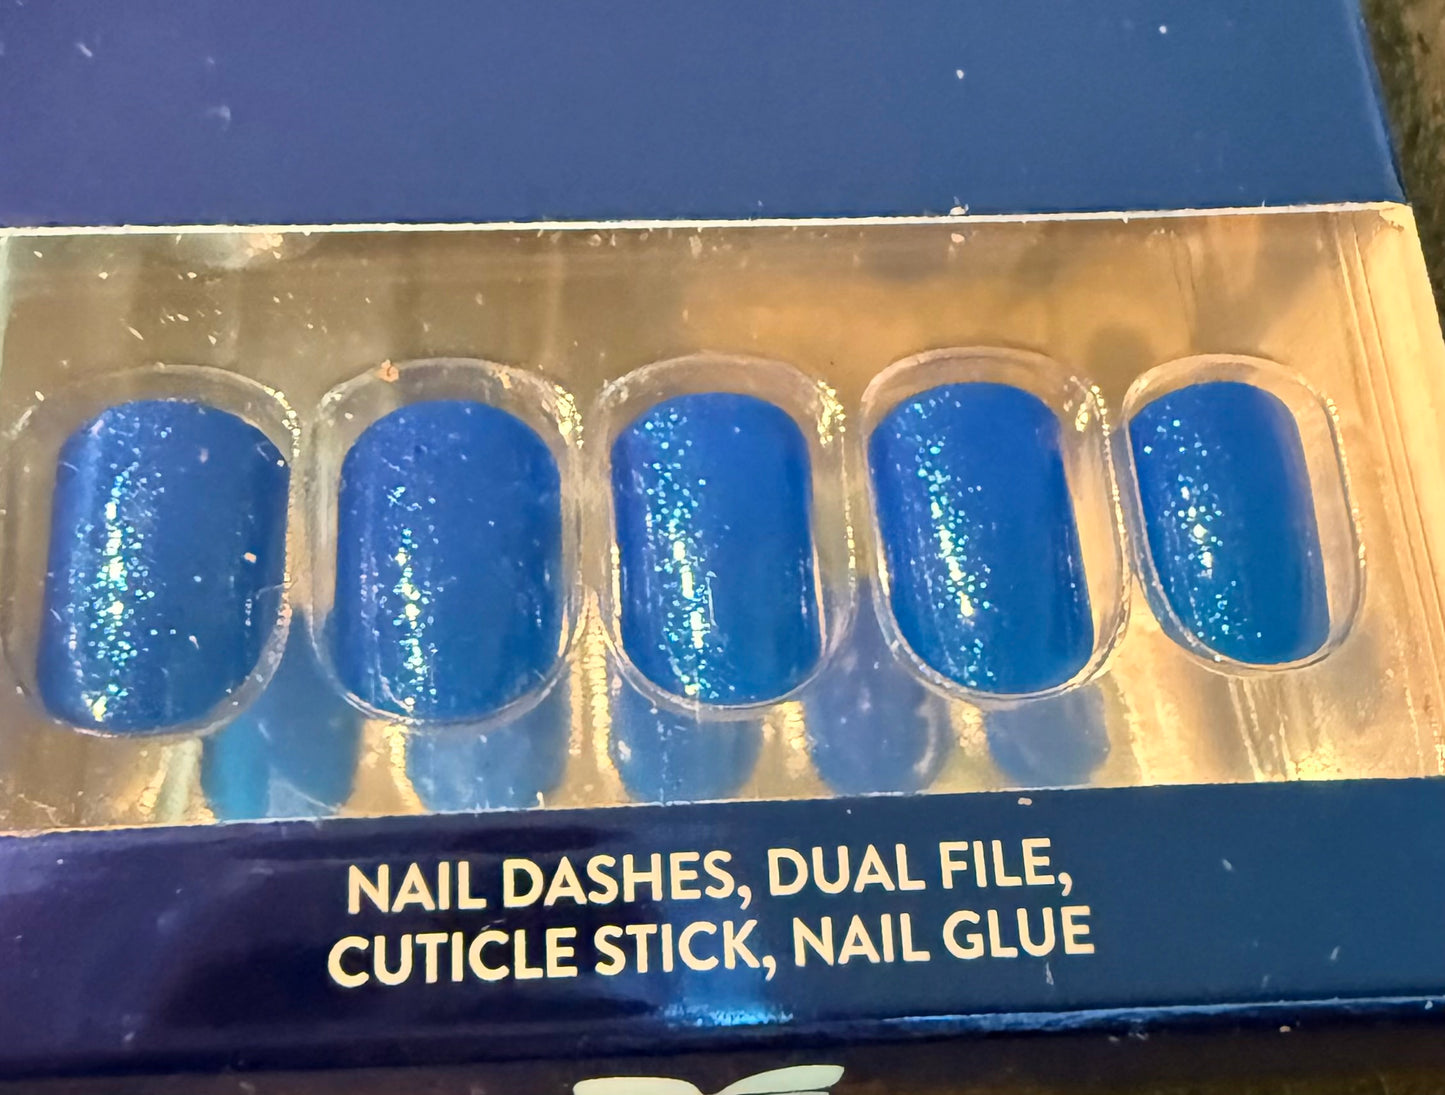 NAIL DASHES, DUAL FILE,
CUTICLE STICK, NAIL GLUE